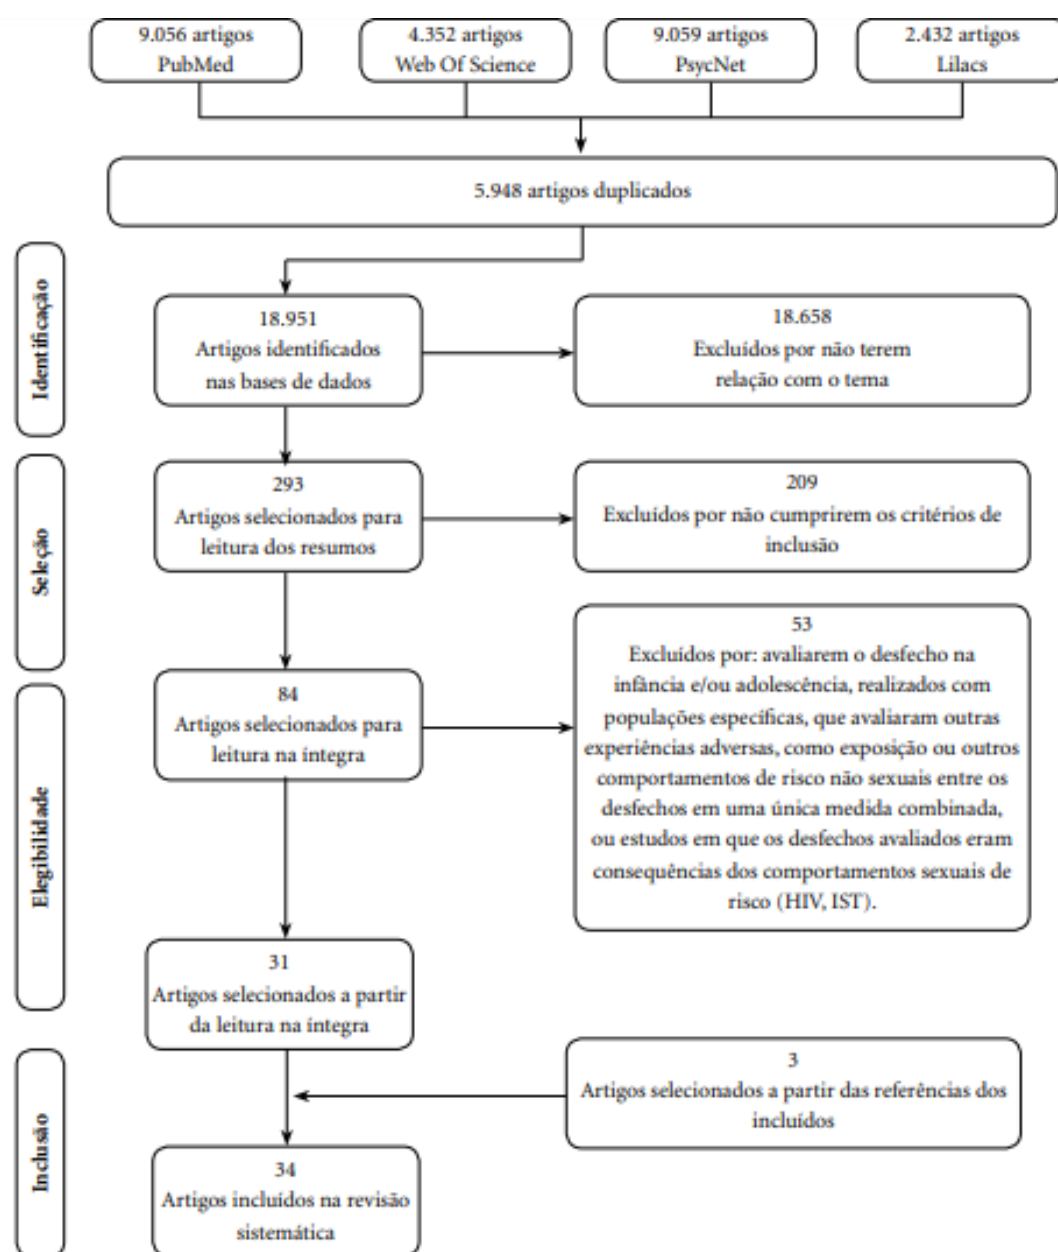 9.056 artigos
PubMed
4.352 artigos
Web Of Science
9.059 artigos
PsycNet
2.432 artigos
Lilacs
5.948 artigos duplicados
Identificação
18.951
Artigos identificados
nas bases de dados
18.658
Excluídos por não terem
relação com o tema
Seleção
293
Artigos selecionados para
leitura dos resumos
209
Excluídos por não cumprirem os critérios de
inclusão
Elegibilidade
84
Artigos selecionados para
leitura na íntegra
53
Excluídos por: avaliarem o desfecho na
infância e/ou adolescência, realizados com
populações específicas, que avaliaram outras
experiências adversas, como exposição ou outros
comportamentos de risco não sexuais entre os
desfechos em uma única medida combinada,
ou estudos em que os desfechos avaliados eram
consequências dos comportamentos sexuais de
risco (HIV, IST).
31
Artigos selecionados a partir
da leitura na íntegra
Inclusão
3
Artigos selecionados a partir das referências dos
incluídos
34
Artigos incluídos na revisão
sistemática